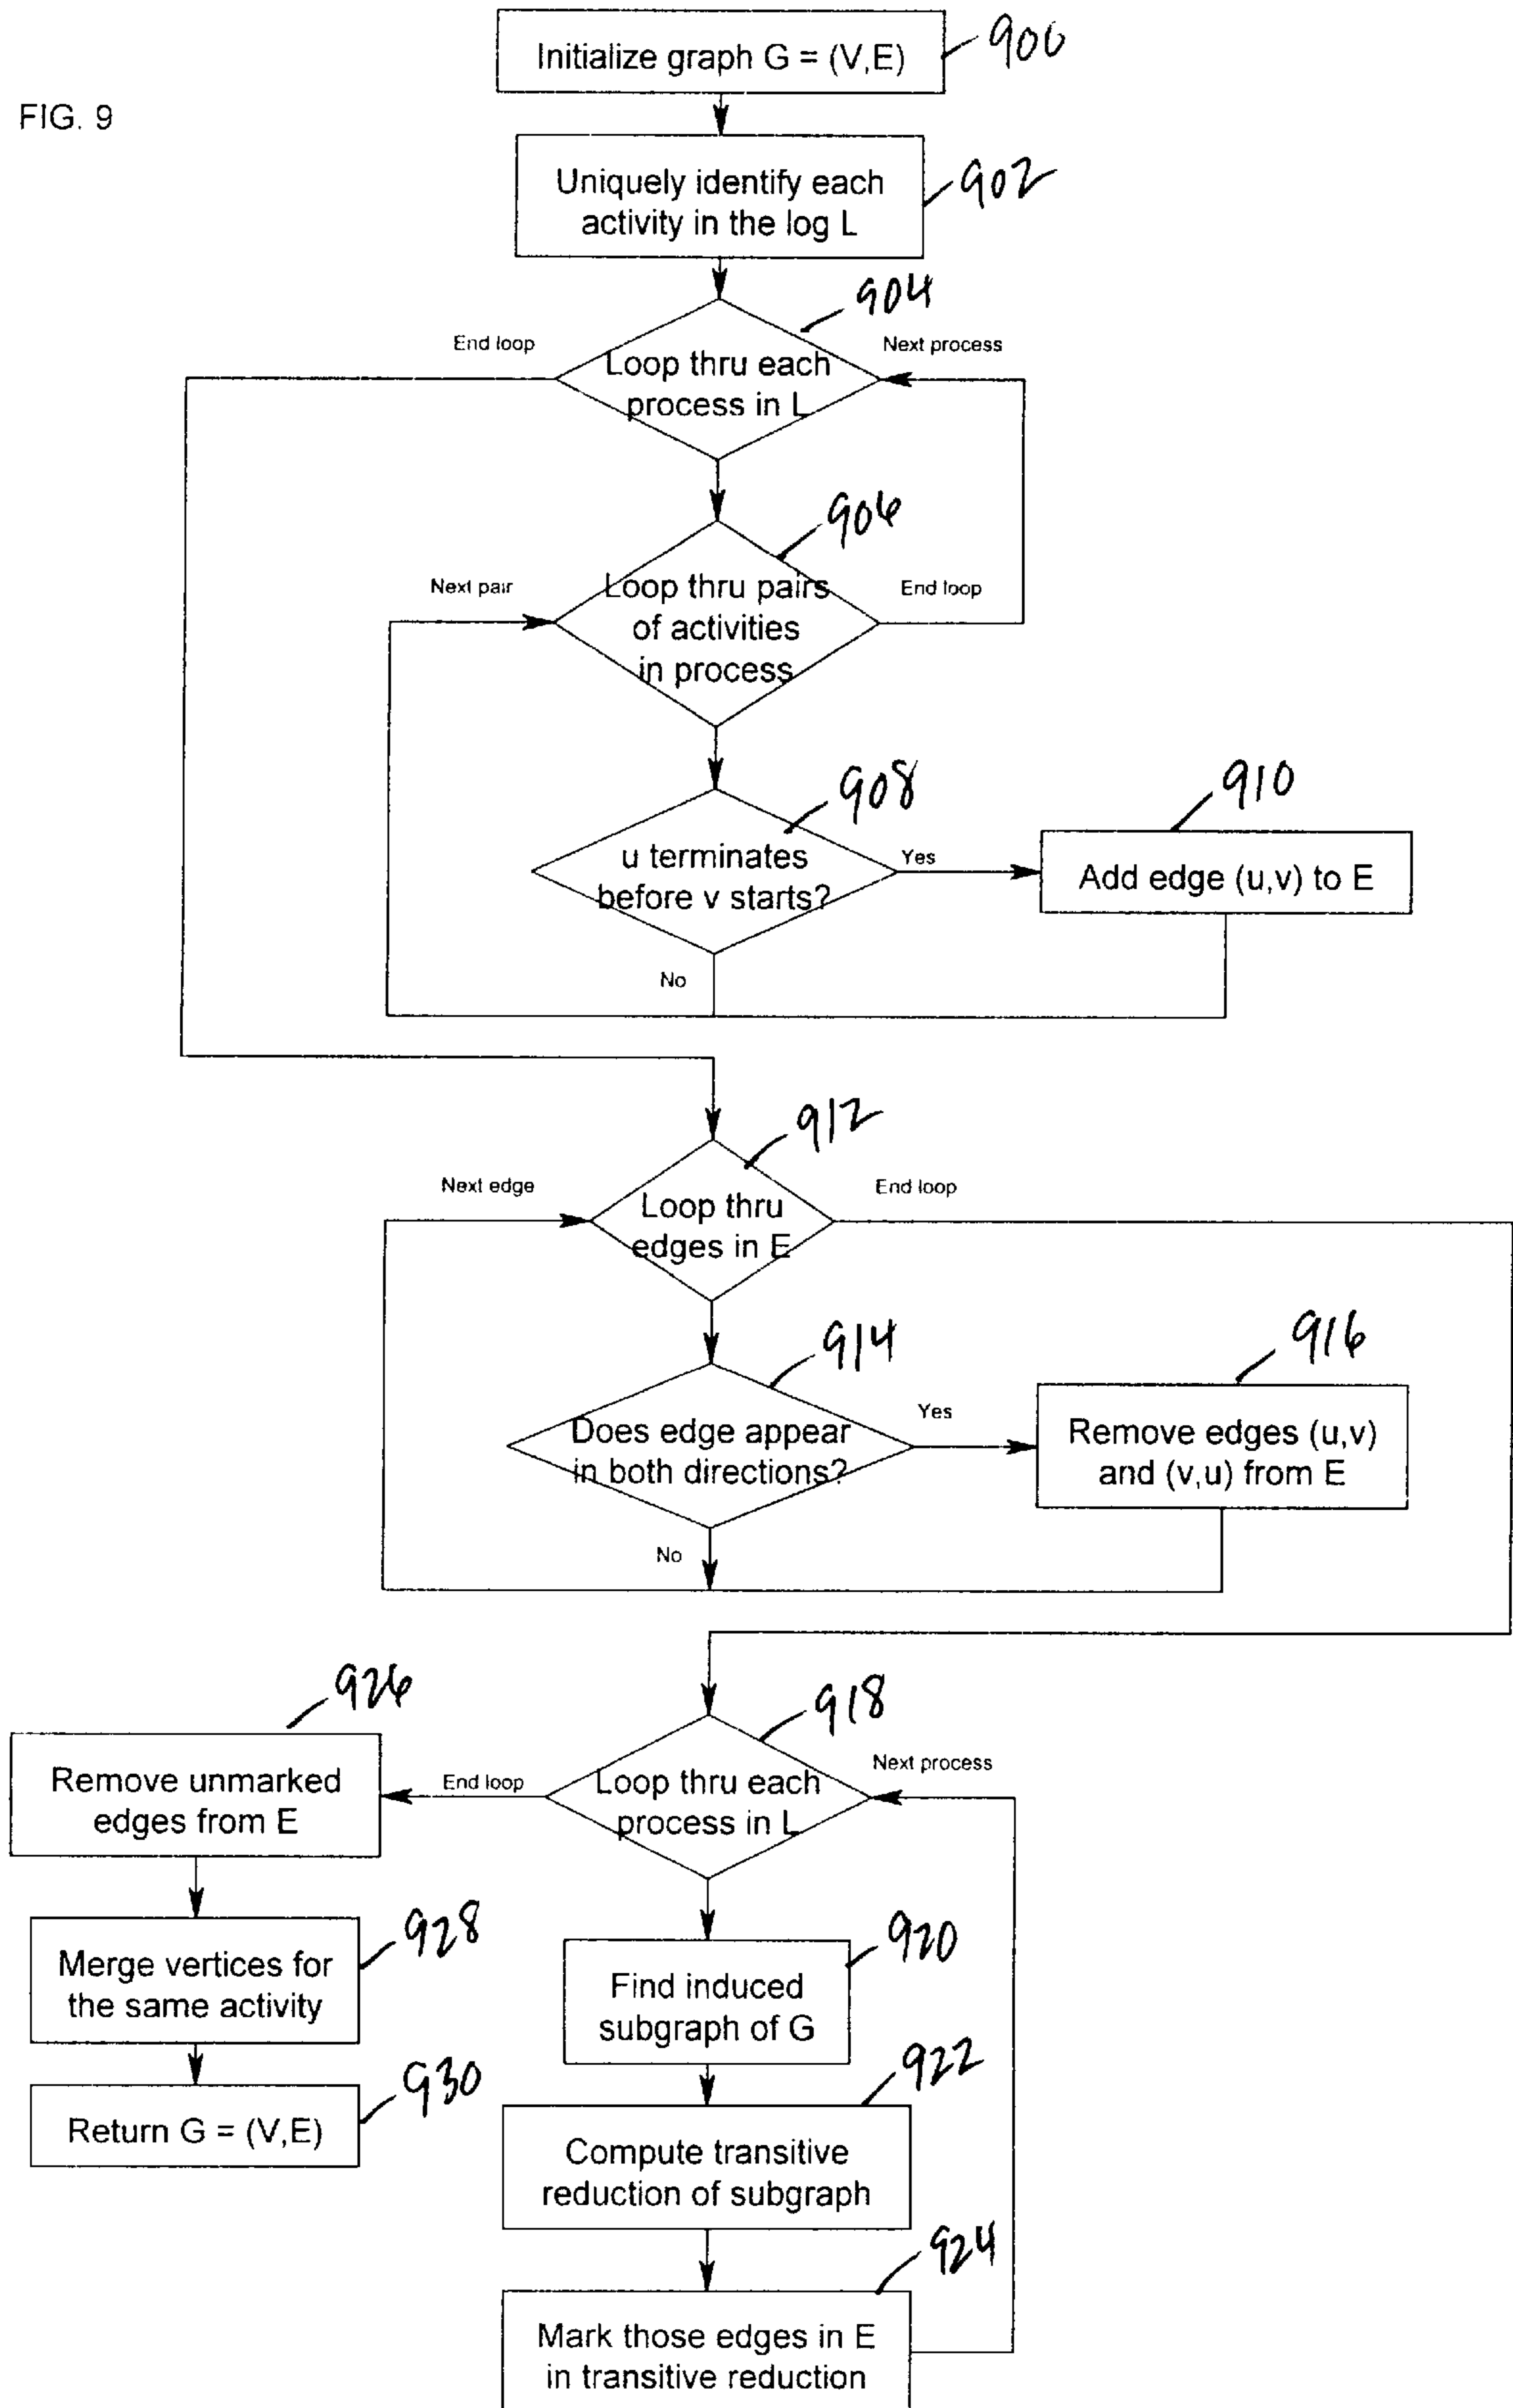 Initialize graph G = (V,E)
900
FIG. 9
Uniquely identify each
activity in the log L
902
904
End loop
Next process
Loop thru each
process in L
906
Next pair
Loop thru pairs
of activities
in process
End loop
908
910
u terminates
before v starts?
Yes
Add edge (u,v) to E
No
912
Next edge
End loop
Loop thru
edges in E
914
916
Does edge appear
in both directions?
Yes
Remove edges (u,v)
and (v,u) from E
No
926
918
Next process
Remove unmarked
edges from E
End loop
Loop thru each
process in L
928
920
Merge vertices for
the same activity
Find induced
subgraph of G
930
922
Return G = (V,E)
Compute transitive
reduction of subgraph
924
Mark those edges in E
in transitive reduction